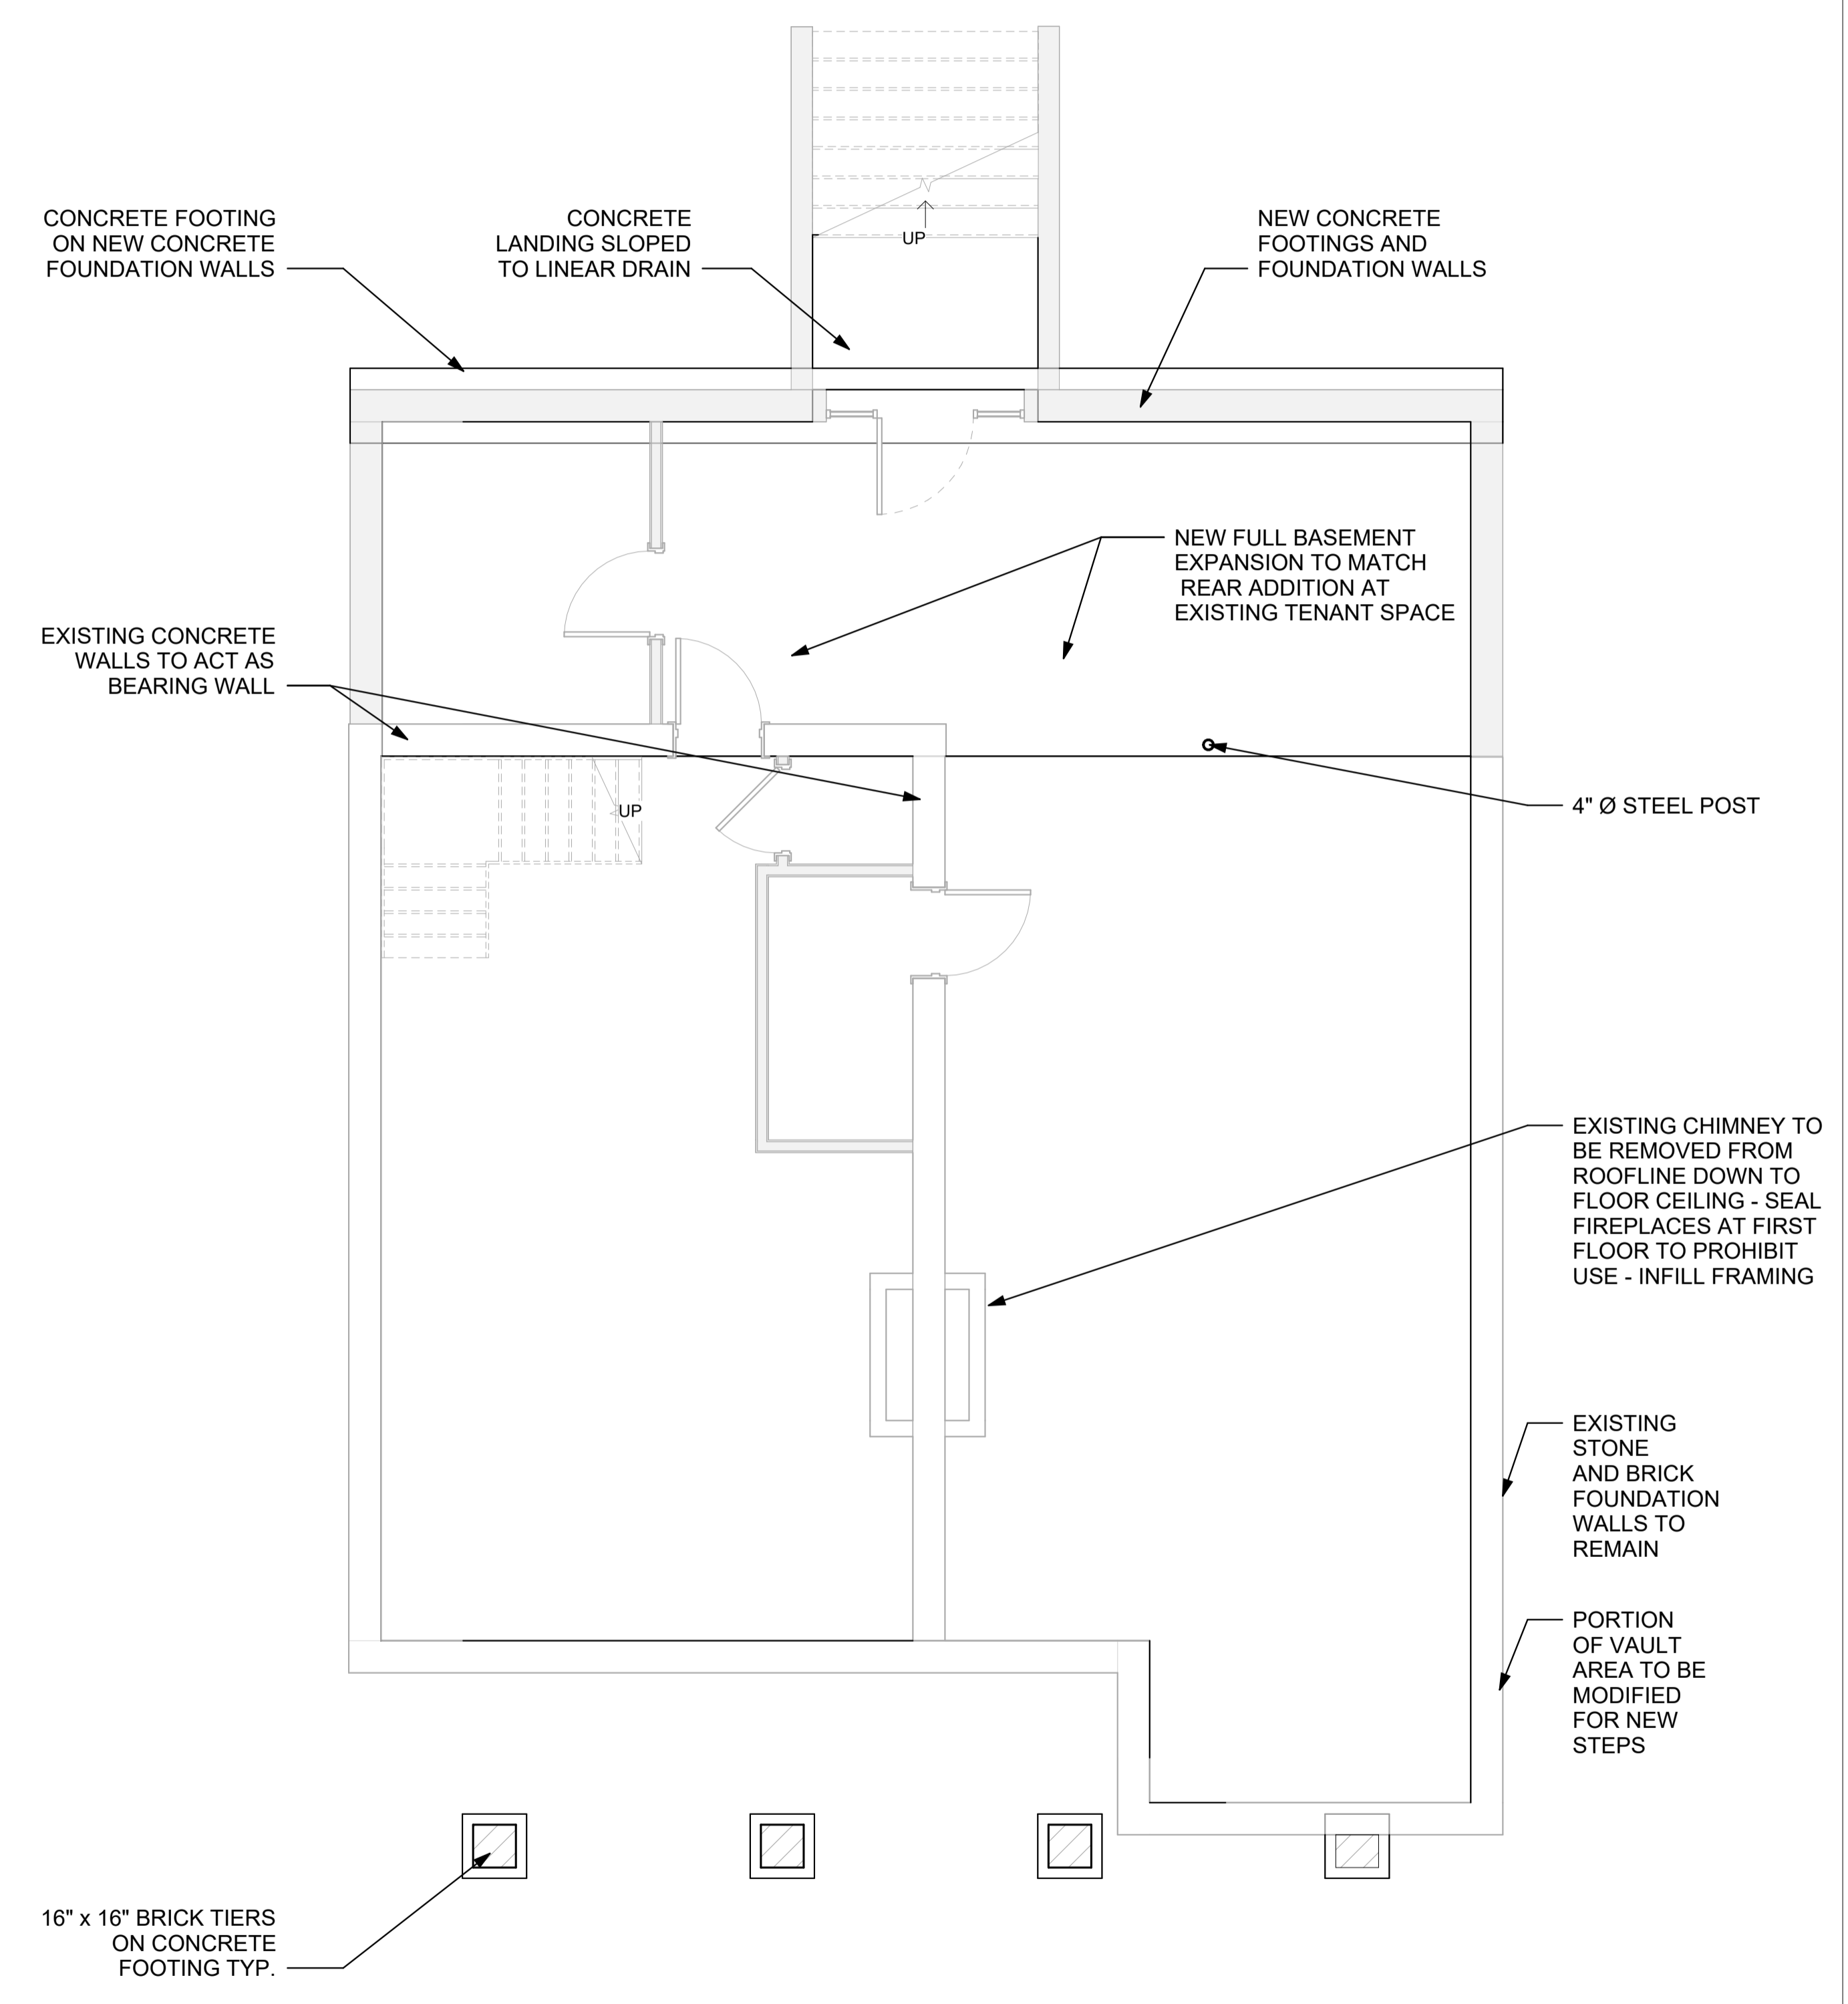 CONCRETE FOOTING
ON NEW CONCRETE
FOUNDATION WALLS
CONCRETE
LANDING SLOPED
TO LINEAR DRAIN
UP
NEW CONCRETE
FOOTINGS AND
FOUNDATION WALLS
NEW FULL BASEMENT
EXPANSION TO MATCH
REAR ADDITION AT
EXISTING TENANT SPACE
EXISTING CONCRETE
WALLS TO ACT AS
BEARING WALL
UP
4" Ø STEEL POST
EXISTING CHIMNEY TO
BE REMOVED FROM
ROOFLINE DOWN TO
FLOOR CEILING - SEAL
FIREPLACES AT FIRST
FLOOR TO PROHIBIT
USE - INFILL FRAMING
EXISTING
STONE
AND BRICK
FOUNDATION
WALLS TO
REMAIN
PORTION
OF VAULT
AREA TO BE
MODIFIED
FOR NEW
STEPS
16" x 16" BRICK TIERS
ON CONCRETE
FOOTING TYP.